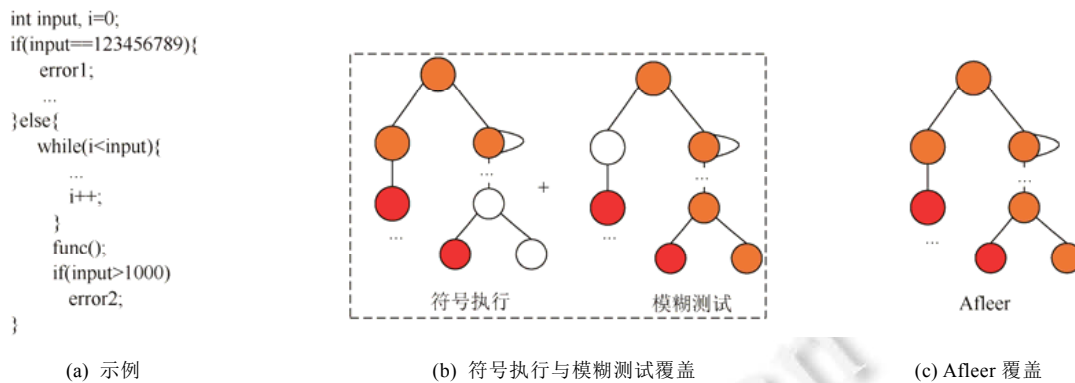 int input, i=0;
if(input==123456789){
error1;
...
}else{
while(i<input){
...
i++;
}
func();
if(input>1000)
error2;
}
...
+
...
...
...
...
...
符号执行
模糊测试
Afleer
(a) 示例
(b) 符号执行与模糊测试覆盖
(c) Afleer 覆盖